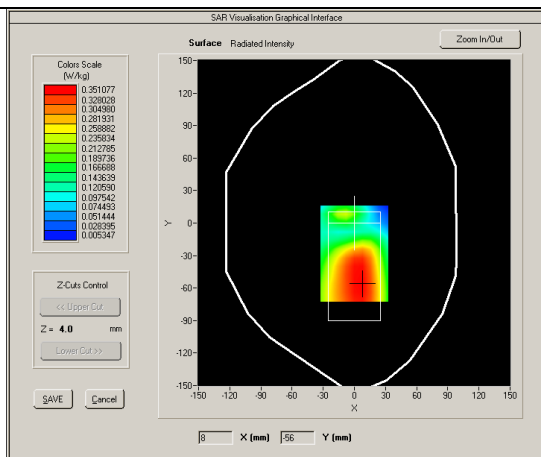 SAR Visualisation Graphical Interface
Surface Radiated Intensity
Zoom In/Out
Colors Scale
(W/kg)
0.351077
0.328028
0.304980
0.281931
0.258882
0.235834
0.212785
0.189736
0.166688
0.143639
0.120590
0.097542
0.074493
0.051444
0.028395
0.005347
Z-Cuts Control
<< Upper Cut
Z = 4.0 mm
Lower Cut >>
SAVE
Cancel
150-
120-
90-
60-
30-
0-
-30-
-60-
-90-
-120-
-150-
Y
-150 -120 -90 -60 -30 0 30 60 90 120 150
X
8 X (mm) -56 Y (mm)